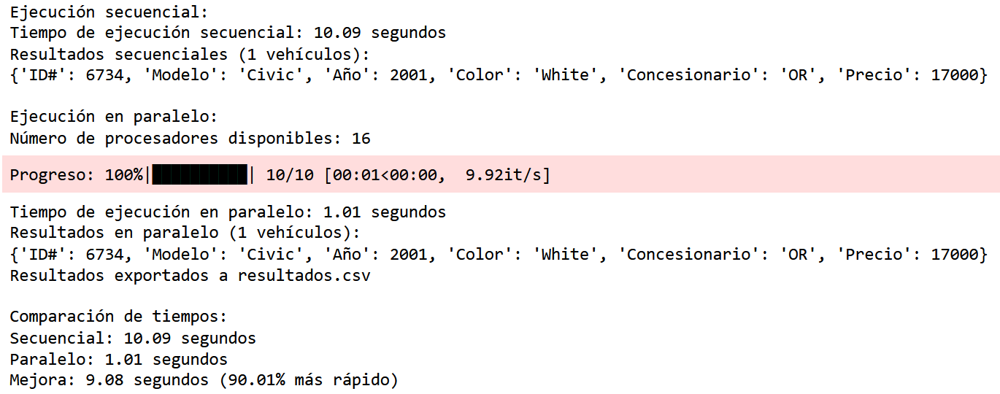 Ejecución secuencial:
Tiempo de ejecución secuencial: 10.09 segundos
Resultados secuenciales (1 vehículos):
{'ID#': 6734, 'Modelo': 'Civic', 'Año': 2001, 'Color': 'White', 'Concesionario': 'OR', 'Precio': 17000}
Ejecución en paralelo:
Número de procesadores disponibles: 16
Progreso: 100%|██████████| 10/10 [00:01<00:00,  9.92it/s]
Tiempo de ejecución en paralelo: 1.01 segundos
Resultados en paralelo (1 vehículos):
{'ID#': 6734, 'Modelo': 'Civic', 'Año': 2001, 'Color': 'White', 'Concesionario': 'OR', 'Precio': 17000}
Resultados exportados a resultados.csv
Comparación de tiempos:
Secuencial: 10.09 segundos
Paralelo: 1.01 segundos
Mejora: 9.08 segundos (90.01% más rápido)